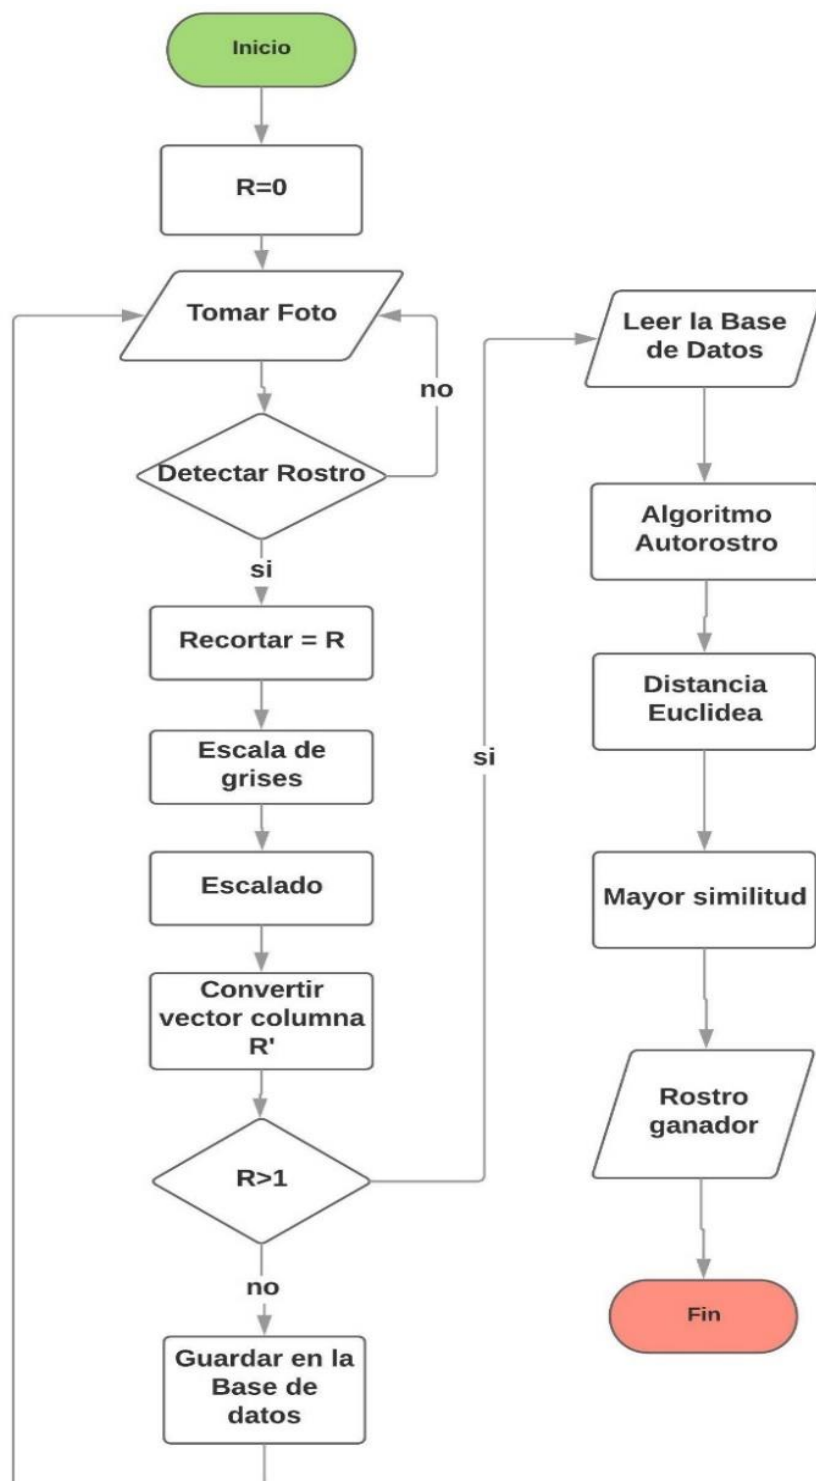 Inicio
R=0
Tomar Foto
no
Detectar Rostro
si
Recortar = R
Escala de
grises
Escalado
Convertir
vector columna
R'
R>1
no
Guardar en la
Base de
datos
si
Leer la Base
de Datos
Algoritmo
Autorostro
Distancia
Euclidea
Mayor similitud
Rostro
ganador
Fin